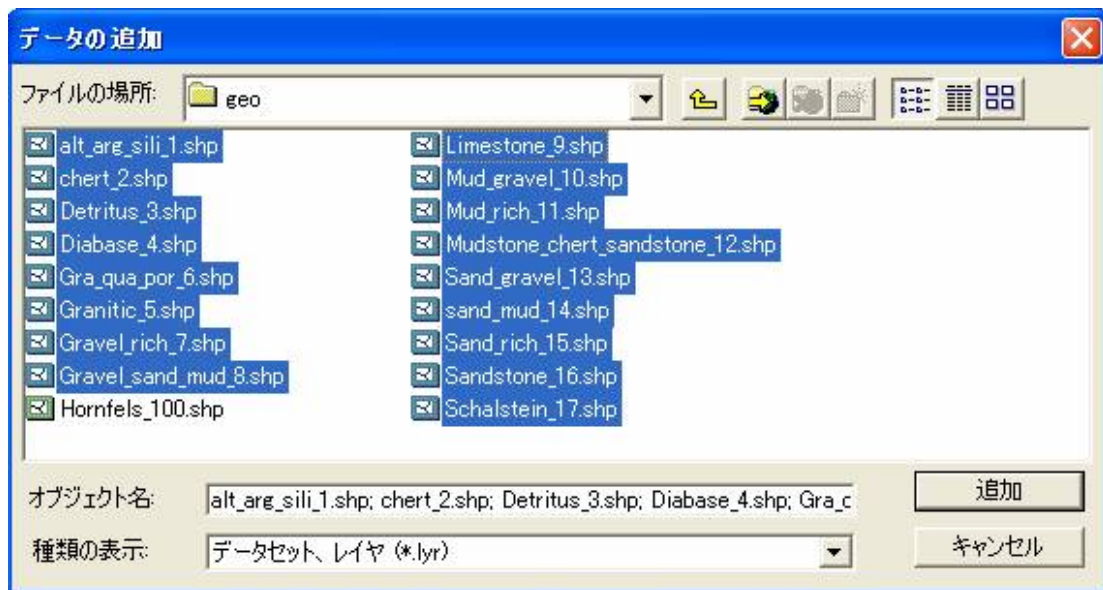 データの追加
ファイルの場所: geo
alt_arg_sili_1.shp
chert_2.shp
Detritus_3.shp
Diabase_4.shp
Gra_qua_por_6.shp
Granitic_5.shp
Gravel_rich_7.shp
Gravel_sand_mud_8.shp
Hornfels_100.shp
Limestone_9.shp
Mud_gravel_10.shp
Mud_rich_11.shp
Mudstone_chert_sandstone_12.shp
Sand_gravel_13.shp
sand_mud_14.shp
Sand_rich_15.shp
Sandstone_16.shp
Schalstein_17.shp
オブジェクト名: alt_arg_sili_1.shp; chert_2.shp; Detritus_3.shp; Diabase_4.shp; Gra_c 追加
種類の表示: データセット、レイヤ (*.lyr) キャンセル